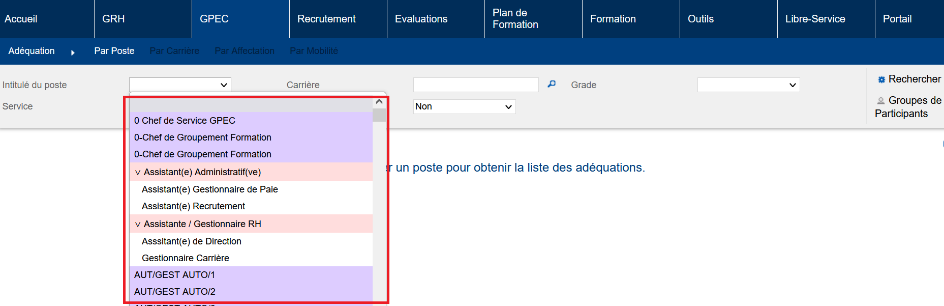 Accueil GRH GPEC Recrutement Evaluations Plan de Formation Formation Outils Libre-Service Portail
Adéquation Par Poste Par Carrière Par Affectation Par Mobilité
Intitulé du poste Carrière Grade Rechercher
Service Non Groupes de Participants
er un poste pour obtenir la liste des adéquations.
0 Chef de Service GPEC
0-Chef de Groupement Formation
0-Chef de Groupement Formation
v Assistant(e) Administratif(ve)
Assistant(e) Gestionnaire de Paie
Assistant(e) Recrutement
v Assistante / Gestionnaire RH
Asssitant(e) de Direction
Gestionnaire Carrière
AUT/GEST AUTO/1
AUT/GEST AUTO/2